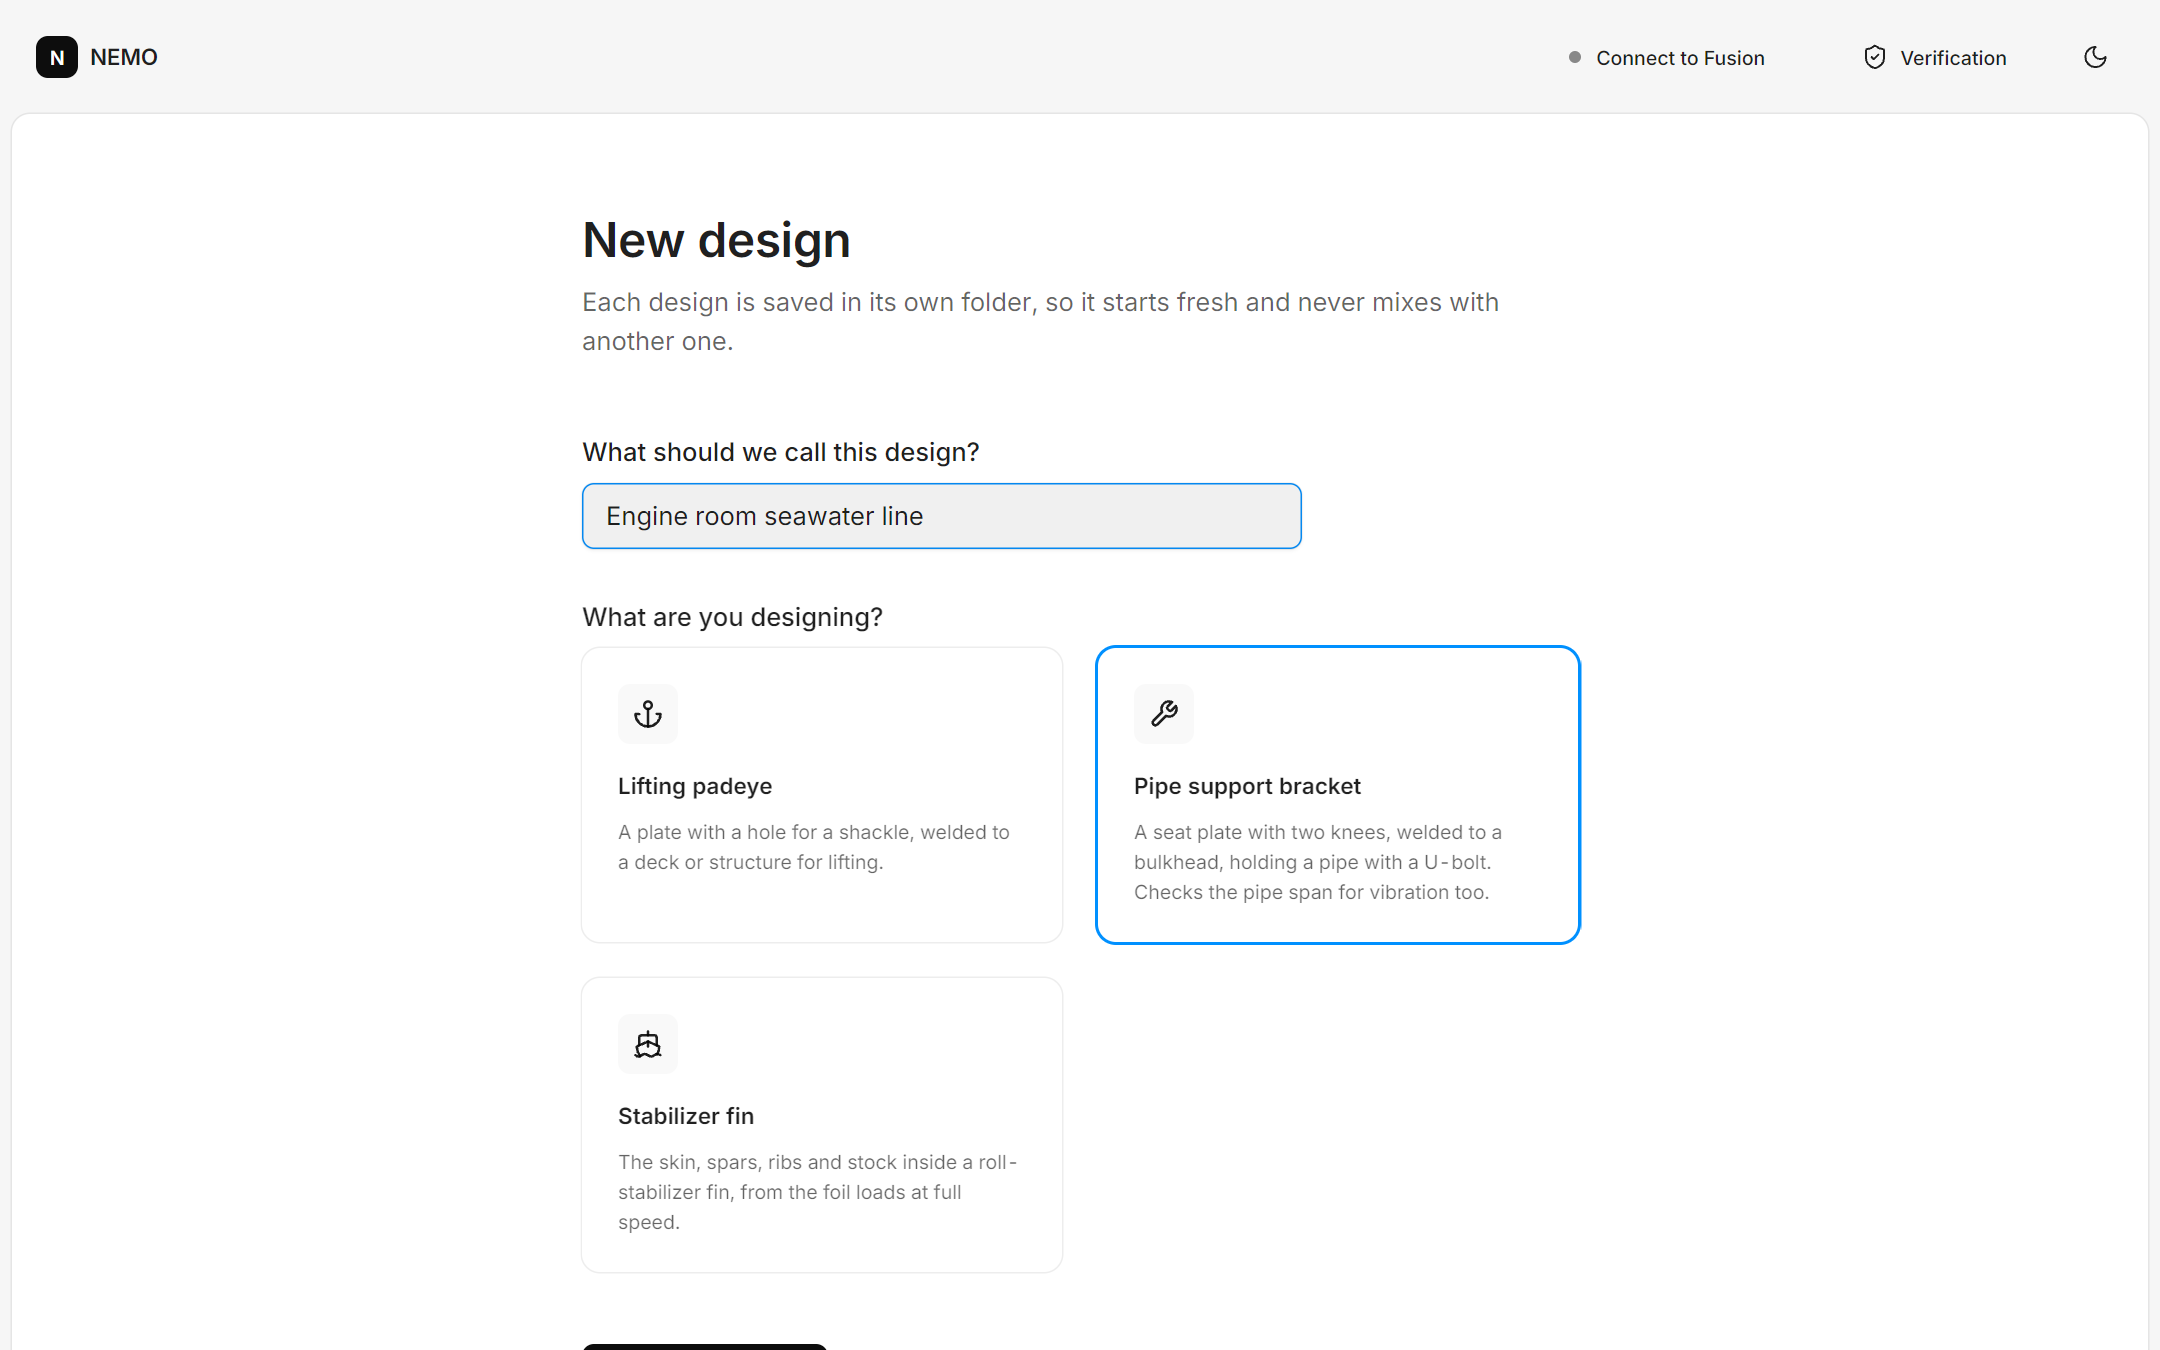 N NEMO
Connect to Fusion
Verification
New design
Each design is saved in its own folder, so it starts fresh and never mixes with
another one.
What should we call this design?
Engine room seawater line
What are you designing?
Lifting padeye
A plate with a hole for a shackle, welded to
a deck or structure for lifting.
Pipe support bracket
A seat plate with two knees, welded to a
bulkhead, holding a pipe with a U-bolt.
Checks the pipe span for vibration too.
Stabilizer fin
The skin, spars, ribs and stock inside a roll-
stabilizer fin, from the foil loads at full
speed.